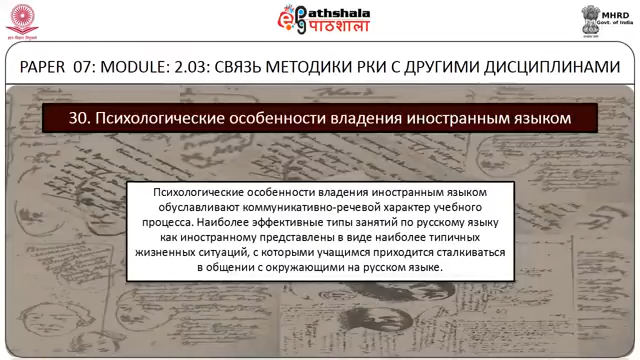 ePathshala
पाठशाला
MHRD
Govt. of India
PAPER 07: MODULE: 2.03: СВЯЗЬ МЕТОДИКИ РКИ С ДРУГИМИ ДИСЦИПЛИНАМИ
30. Психологические особенности владения иностранным языком
Психологические особенности владения иностранным языком
обуславливают коммуникативно-речевой характер учебного
процесса. Наиболее эффективные типы занятий по русскому языку
как иностранному представлены в виде наиболее типичных
жизненных ситуаций, с которыми учащимся приходится сталкиваться
в общении с окружающими на русском языке.